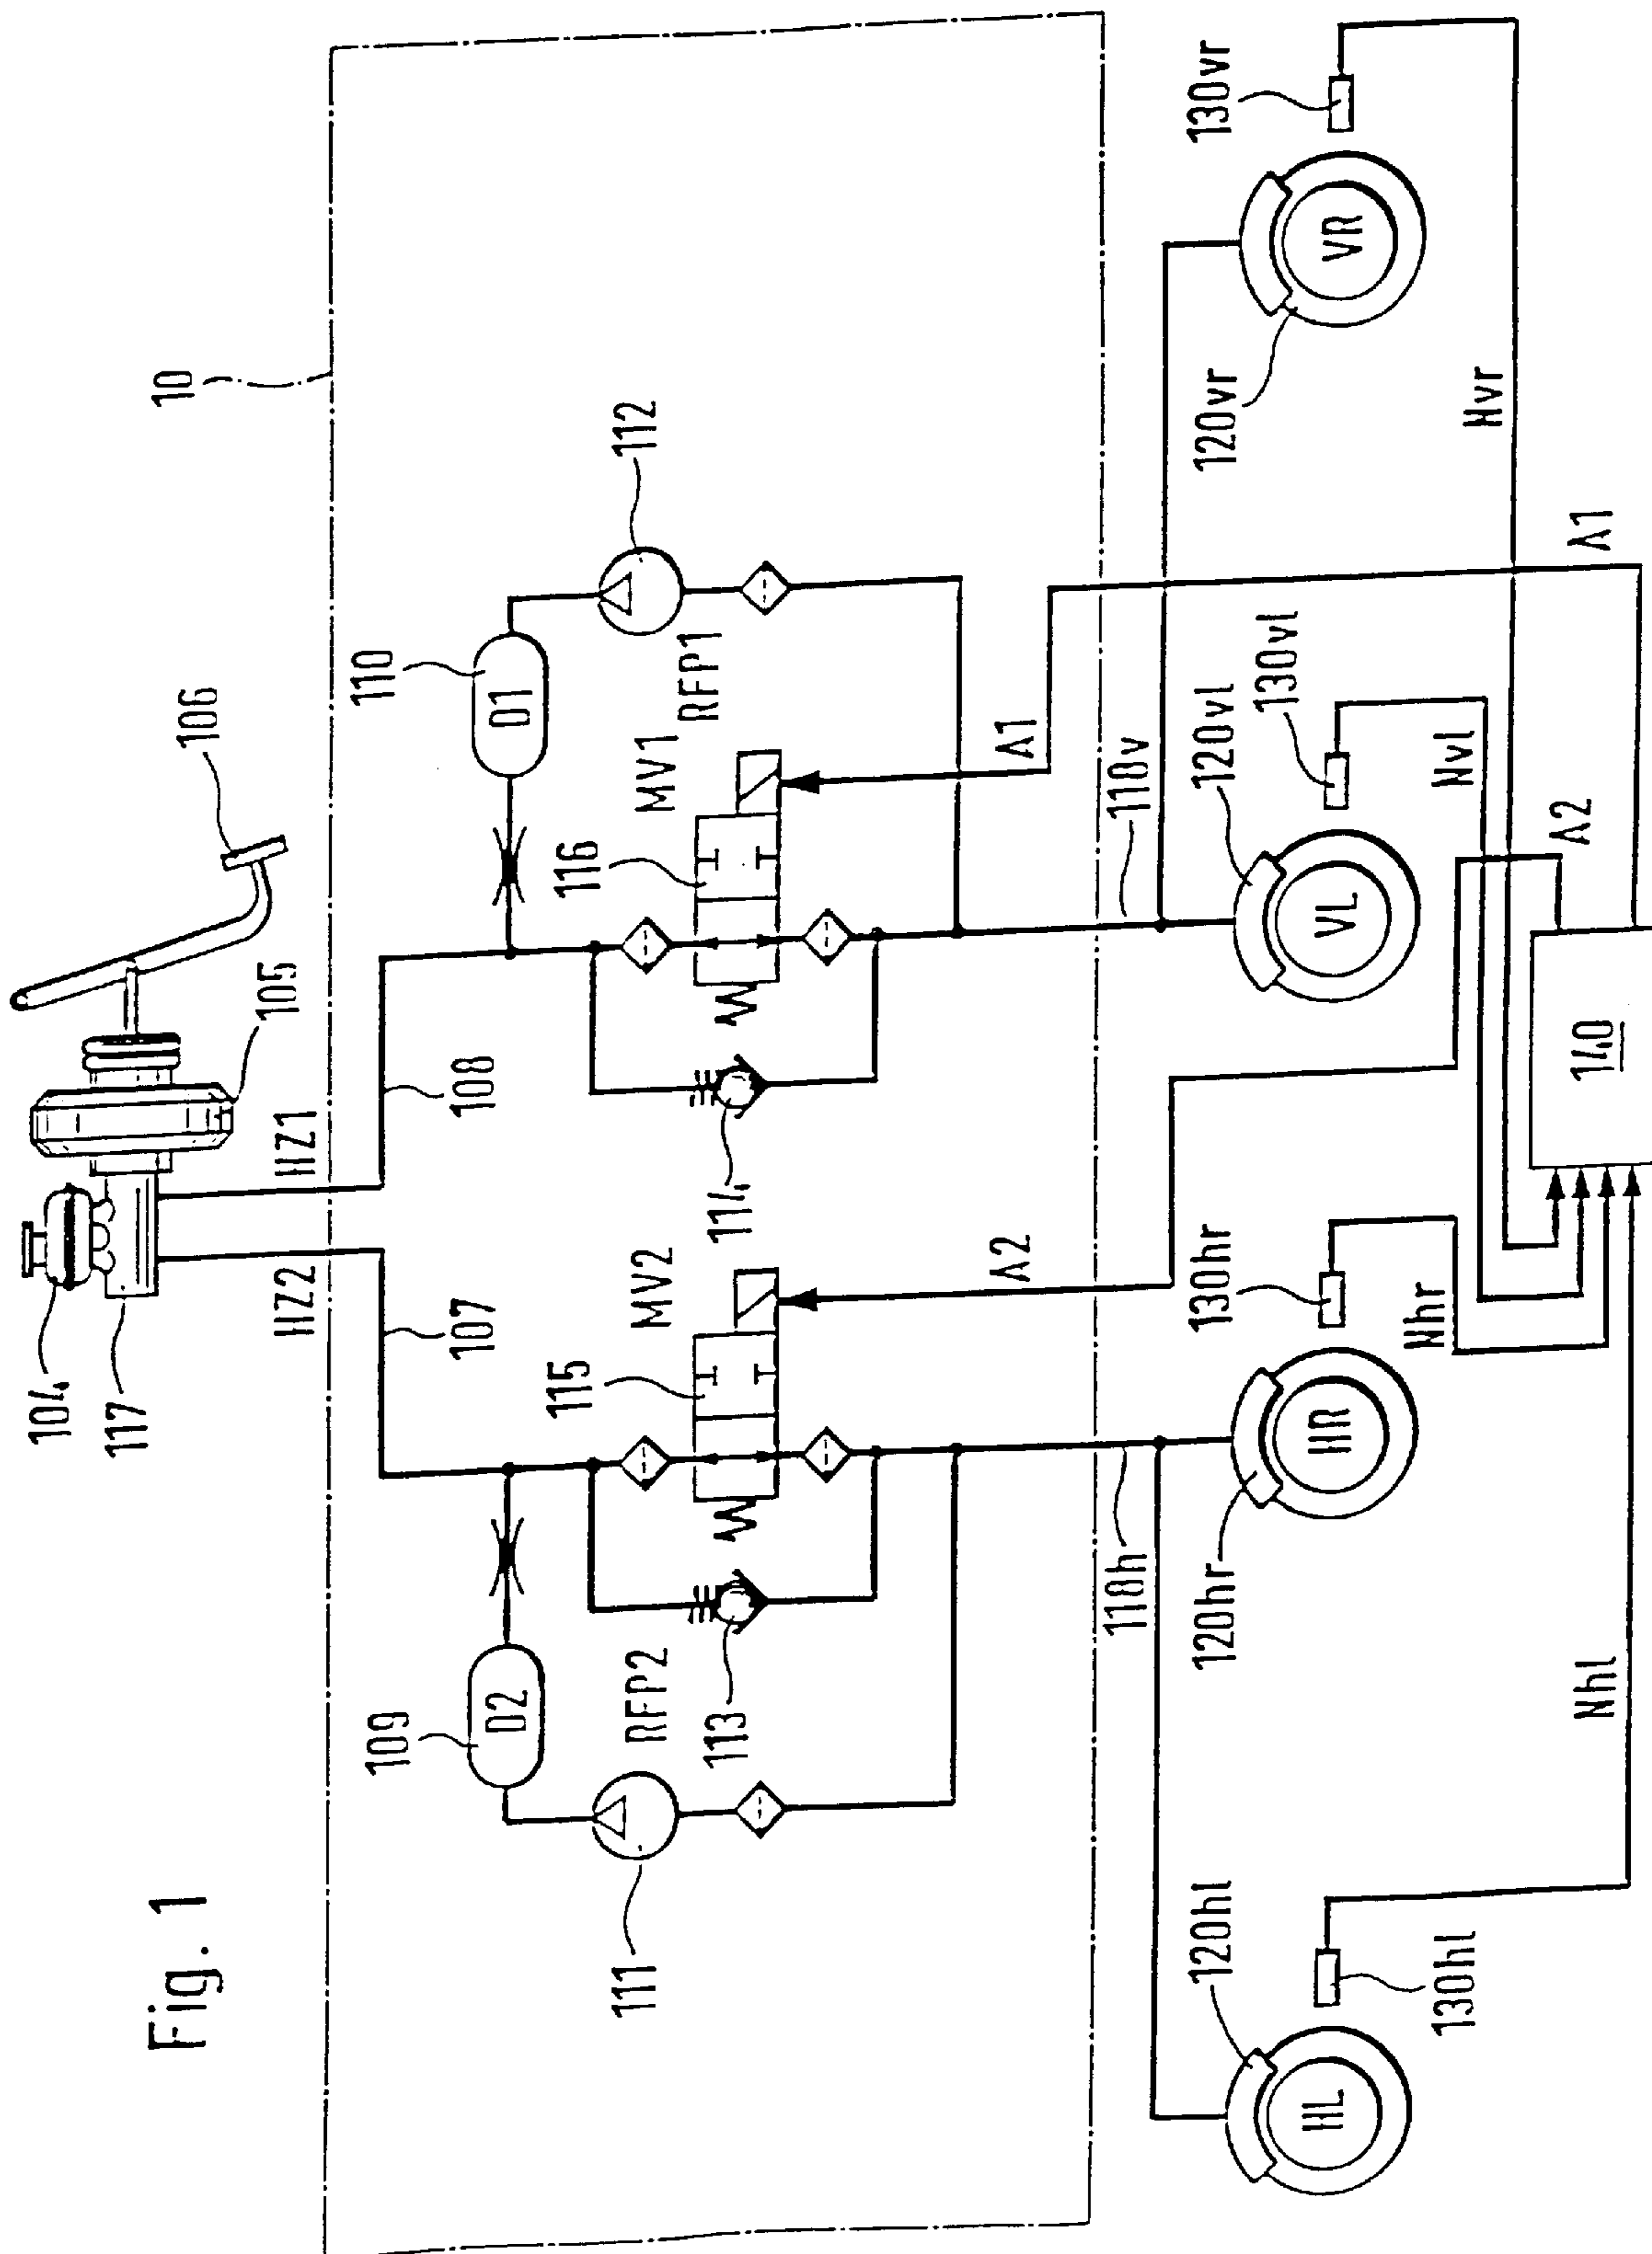 Fig. 1
10
104
117
105
106
HZ2
HZ1
107
108
109
D2
110
D1
111
RFP2
112
RFP1
113
114
115
MV2
116
MV1
A2
A1
118h
118v
120hl
HL
130hl
120hr
HR
130hr
120vl
VL
130vl
120vr
VR
130vr
Nhl
Nhr
Nvl
Nvr
A2
A1
140